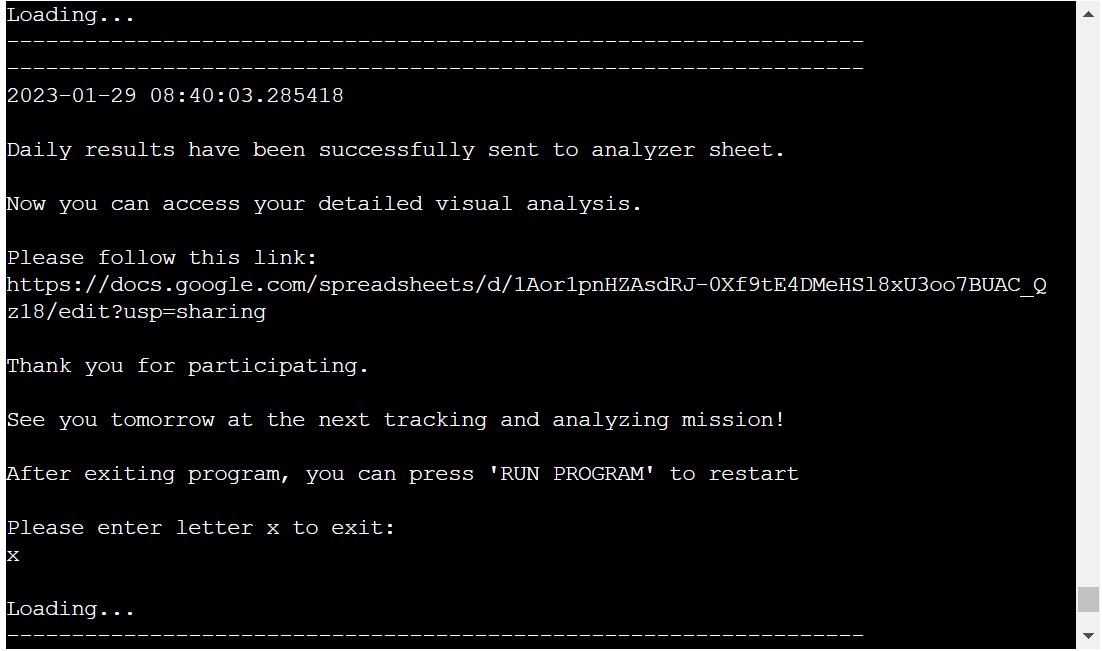 Loading...
------------------------------------------------------------------
------------------------------------------------------------------
2023-01-29 08:40:03.285418
Daily results have been successfully sent to analyzer sheet.
Now you can access your detailed visual analysis.
Please follow this link:
https://docs.google.com/spreadsheets/d/1Aor1pnHZAsdRJ-0Xf9tE4DMeHSl8xU3oo7BUAC_Q
z18/edit?usp=sharing
Thank you for participating.
See you tomorrow at the next tracking and analyzing mission!
After exiting program, you can press 'RUN PROGRAM' to restart
Please enter letter x to exit:
x
Loading...
------------------------------------------------------------------